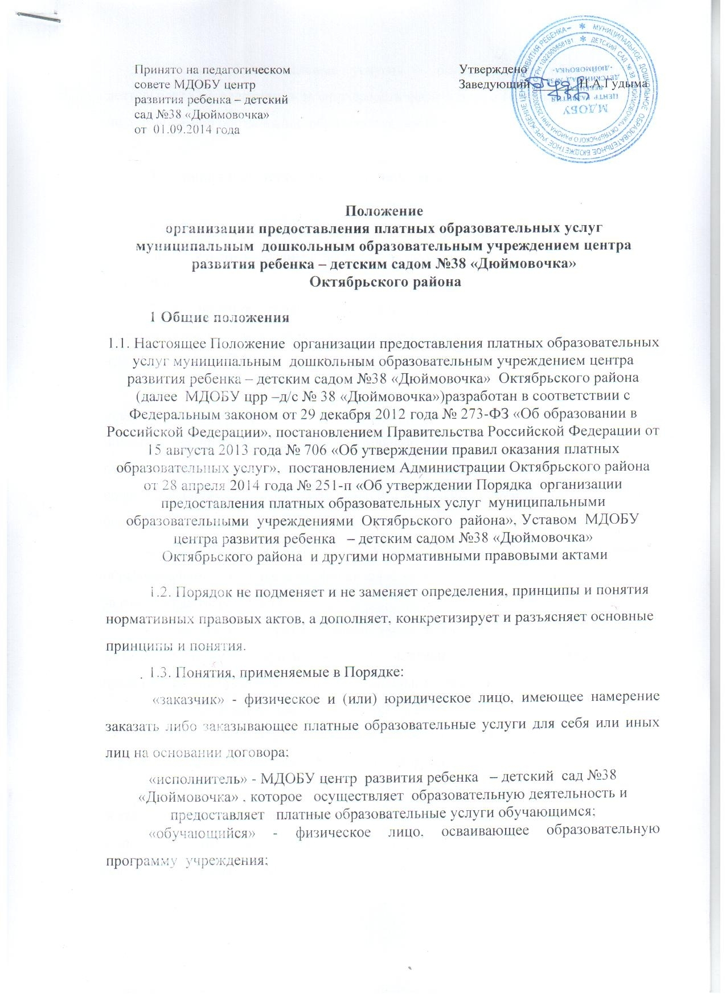 Принято на педагогическом
совете МДОБУ центр
развития ребенка – детский
сад №38 «Дюймовочка»
от 01.09.2014 года
Утверждено
Заведующий Н.А.Гудыма
МУНИЦИПАЛЬНОЕ ДОШКОЛЬНОЕ ОБРАЗОВАТЕЛЬНОЕ БЮДЖЕТНОЕ УЧРЕЖДЕНИЕ ЦЕНТР РАЗВИТИЯ РЕБЕНКА–
ДЕТСКИЙ САД № 38 «ДЮЙМОВОЧКА» ОКТЯБРЬСКОГО РАЙОНА ИНН
МДОБУ
ЦЕНТР РАЗВИТИЯ
РЕБЕНКА
ДЕТСКИЙ САД №38
«ДЮЙМОВОЧКА»
Положение
организации предоставления платных образовательных услуг
муниципальным дошкольным образовательным учреждением центра
развития ребенка – детским садом №38 «Дюймовочка»
Октябрьского района
1 Общие положения
1.1. Настоящее Положение организации предоставления платных образовательных
услуг муниципальным дошкольным образовательным учреждением центра
развития ребенка – детским садом №38 «Дюймовочка» Октябрьского района
(далее МДОБУ црр –д/с № 38 «Дюймовочка»)разработан в соответствии с
Федеральным законом от 29 декабря 2012 года № 273-ФЗ «Об образовании в
Российской Федерации», постановлением Правительства Российской Федерации от
15 августа 2013 года № 706 «Об утверждении правил оказания платных
образовательных услуг», постановлением Администрации Октябрьского района
от 28 апреля 2014 года № 251-п «Об утверждении Порядка организации
предоставления платных образовательных услуг муниципальными
образовательными учреждениями Октябрьского района», Уставом МДОБУ
центра развития ребенка – детским садом №38 «Дюймовочка»
Октябрьского района и другими нормативными правовыми актами
1.2. Порядок не подменяет и не заменяет определения, принципы и понятия
нормативных правовых актов, а дополняет, конкретизирует и разъясняет основные
принципы и понятия.
1.3. Понятия, применяемые в Порядке:
«заказчик» - физическое и (или) юридическое лицо, имеющее намерение
заказать либо заказывающее платные образовательные услуги для себя или иных
лиц на основании договора;
«исполнитель» - МДОБУ центр развития ребенка – детский сад №38
«Дюймовочка» , которое осуществляет образовательную деятельность и
предоставляет платные образовательные услуги обучающимся;
«обучающийся» - физическое лицо, осваивающее образовательную
программу учреждения;